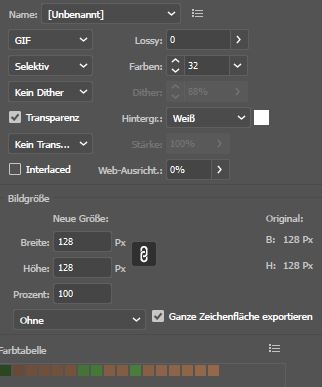 Name: [Unbenannt]
GIF Lossy: 0
Selektiv Farben: 32
Kein Dither Dither: 88%
Transparenz Hintergr.: Weiß
Kein Trans... Stärke: 100%
Interlaced Web-Ausricht.: 0%
Bildgröße
Neue Größe: Original:
Breite: 128 Px B: 128 PX
Höhe: 128 Px H: 128 PX
Prozent: 100
Ohne Ganze Zeichenfläche exportieren
Farbtabelle